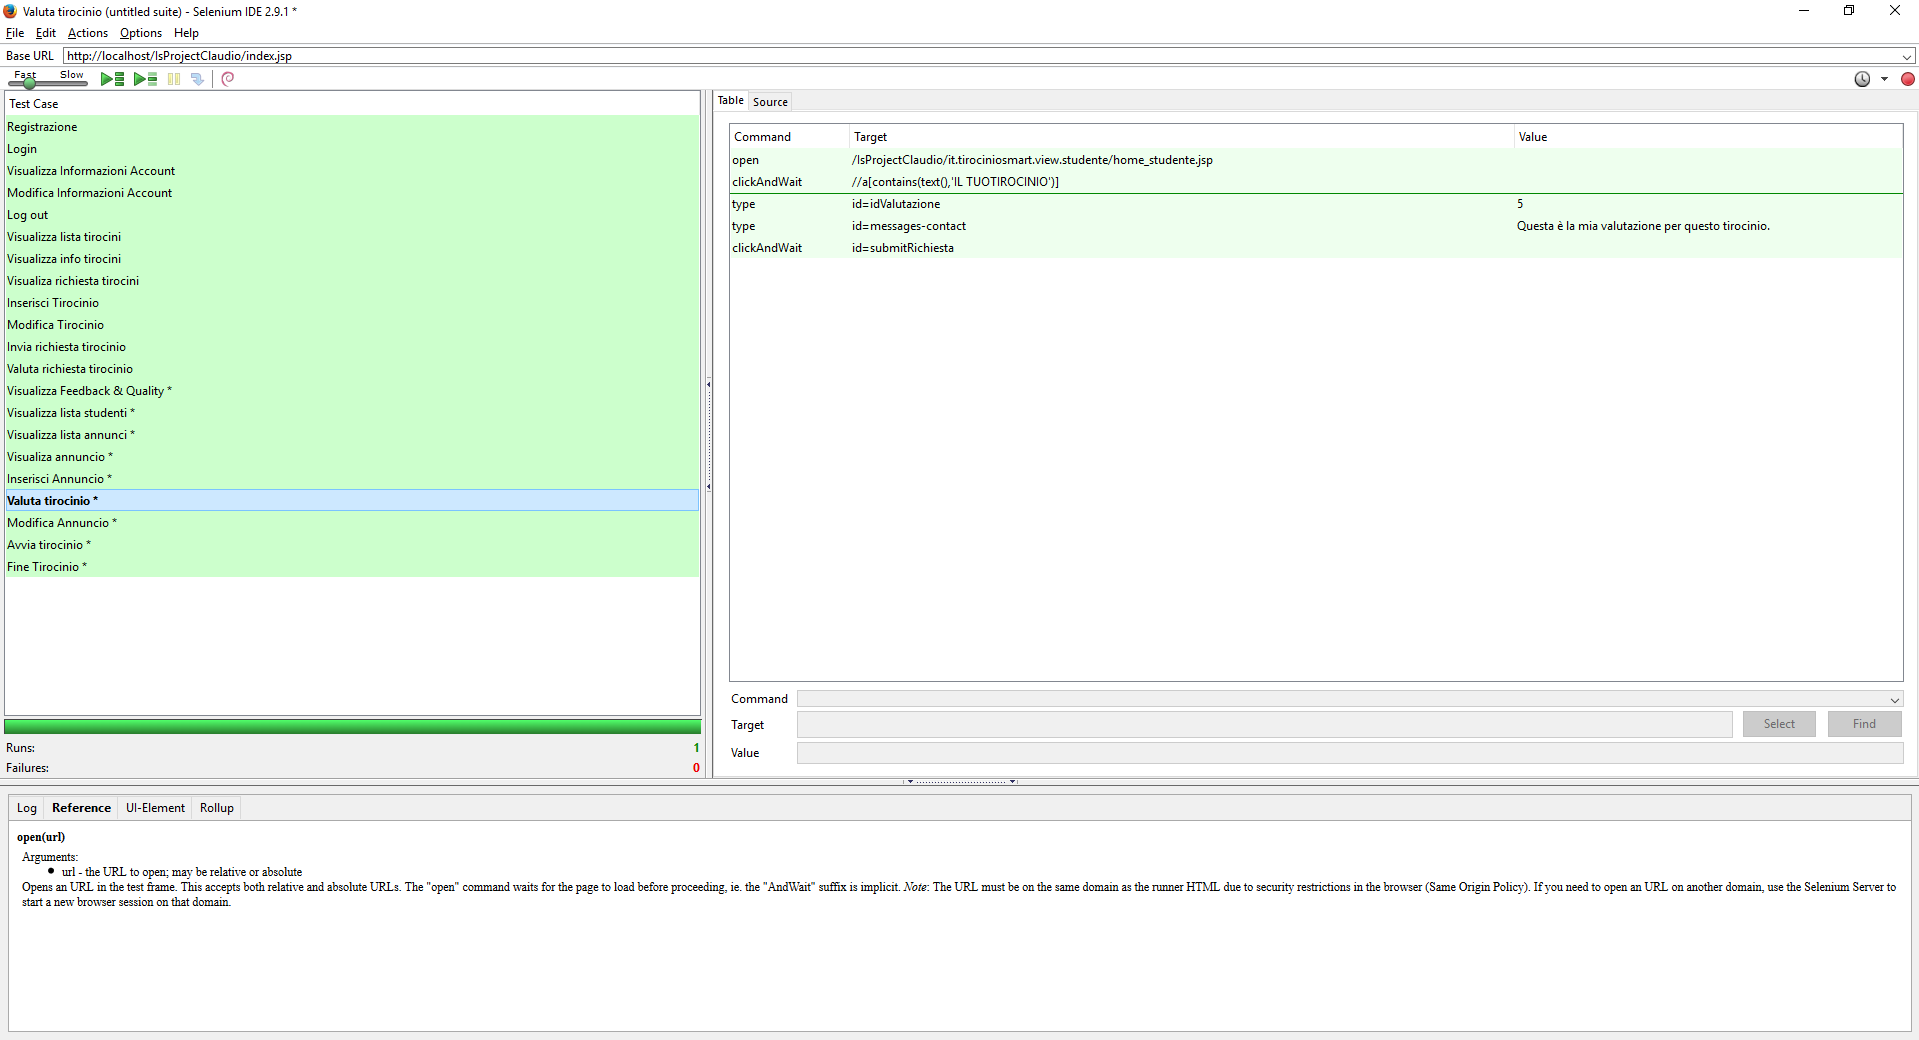 Valuta tirocinio (untitled suite) - Selenium IDE 2.9.1 *
File Edit Actions Options Help
Base URL http://localhost/IsProjectClaudio/index.jsp
Fast Slow
Test Case
Registrazione
Login
Visualizza Informazioni Account
Modifica Informazioni Account
Log out
Visualizza lista tirocini
Visualizza info tirocini
Visualiza richiesta tirocini
Inserisci Tirocinio
Modifica Tirocinio
Invia richiesta tirocinio
Valuta richiesta tirocinio
Visualizza Feedback & Quality *
Visualizza lista studenti *
Visualizza lista annunci *
Visualiza annuncio *
Inserisci Annuncio *
Valuta tirocinio *
Modifica Annuncio *
Avvia tirocinio *
Fine Tirocinio *
Runs: 1
Failures: 0
Table Source
Command Target Value
open /IsProjectClaudio/it.tirociniosmart.view.studente/home_studente.jsp
clickAndWait //a[contains(text(),'IL TUOTIROCINIO')]
type id=idValutazione 5
type id=messages-contact Questa è la mia valutazione per questo tirocinio.
clickAndWait id=submitRichiesta
Command
Target Select Find
Value
Log Reference UI-Element Rollup
open(url)
Arguments:
● url - the URL to open; may be relative or absolute
Opens an URL in the test frame. This accepts both relative and absolute URLs. The "open" command waits for the page to load before proceeding, ie. the "AndWait" suffix is implicit. Note: The URL must be on the same domain as the runner HTML due to security restrictions in the browser (Same Origin Policy). If you need to open an URL on another domain, use the Selenium Server to
start a new browser session on that domain.